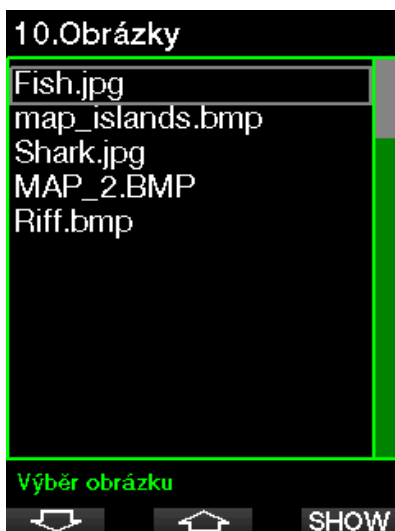 10.Obrázky
Fish.jpg
map_islands.bmp
Shark.jpg
MAP_2.BMP
Riff.bmp
Výběr obrázku
SHOW